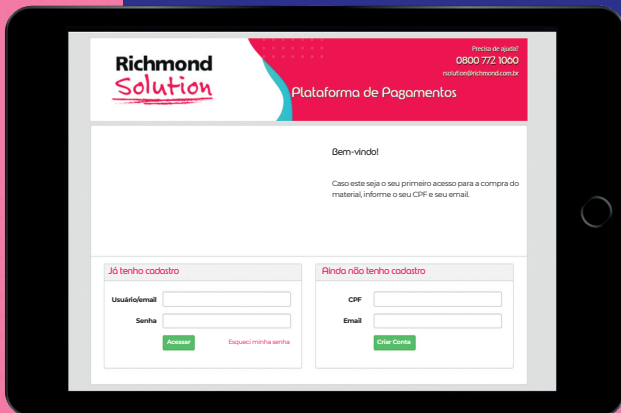 Richmond
Solution
Precisa de ajuda?
0800 772 1060
rsolution@richmond.com.br
Plataforma de Pagamentos
Bem-vindo!
Caso este seja o seu primeiro acesso para a compra do
material, informe o seu CPF e seu email.
Já tenho cadastro
Usuário/email
Senha
Acessar
Esqueci minha senha
Ainda não tenho cadastro
CPF
Email
Criar Conta